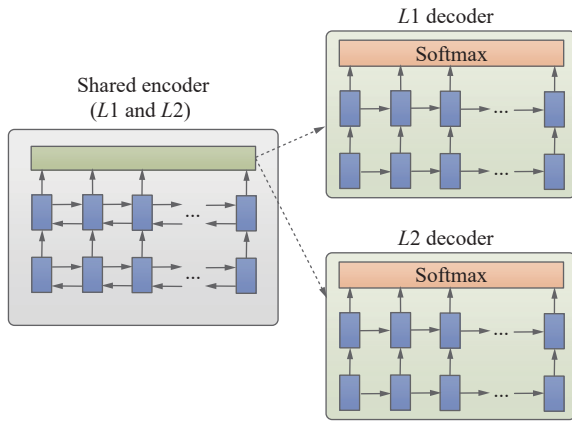 Shared encoder
(L1 and L2)
...
...
L1 decoder
Softmax
...
...
L2 decoder
Softmax
...
...